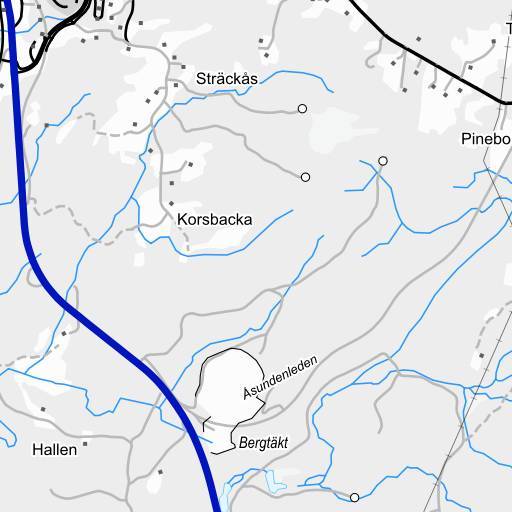 T
Sträckås
Pinebo
Korsbacka
Åsundenleden
Bergtäkt
Hallen